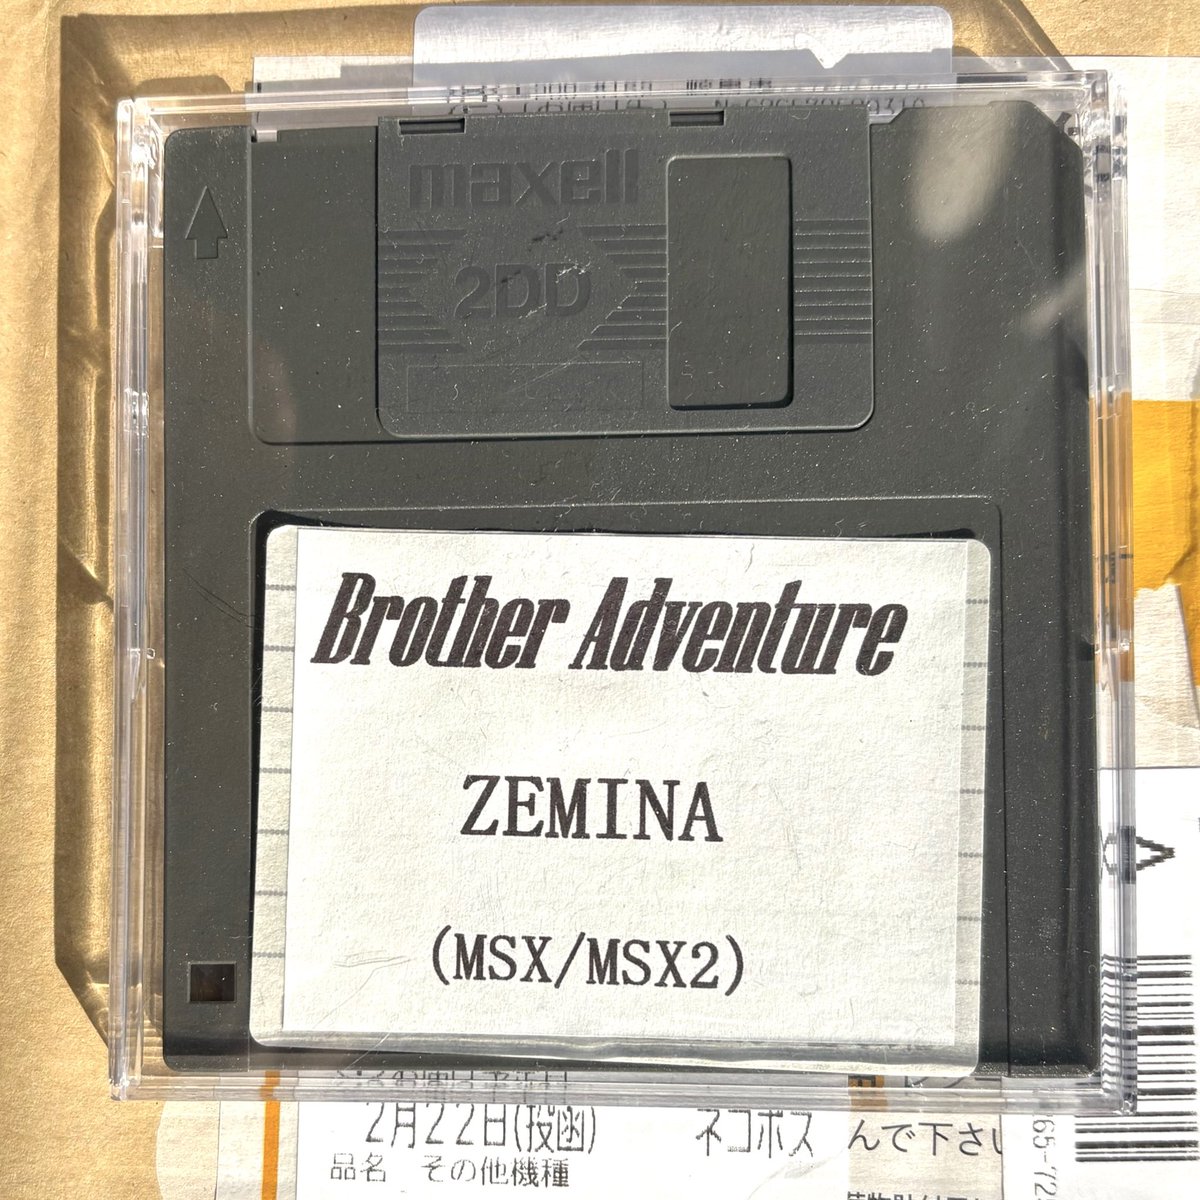 maxell
2DD
Brother Adventure
ZEMINA
(MSX/MSX2)
2月22日(投函)
ネコポス
んで下さい
品名 その他機種